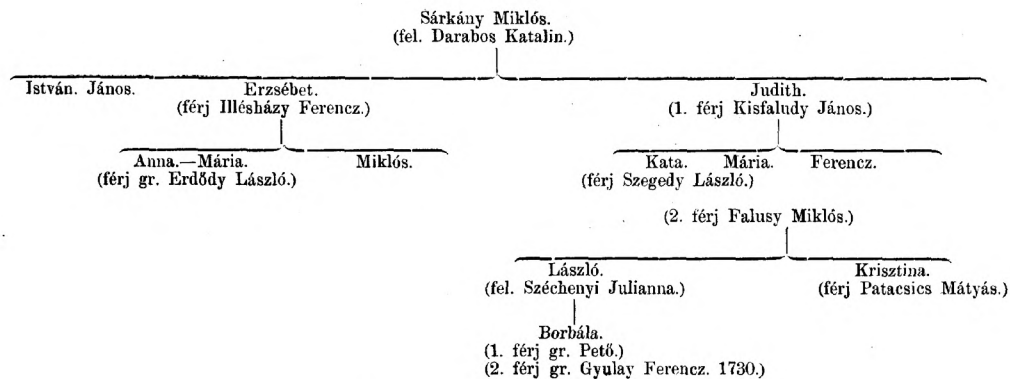 Sárkány Miklós.
(fel. Darabos Katalin.)
István. János. Erzsébet. Judith.
(férj Illésházy Ferencz.) (1. férj Kisfaludy János.)
Anna.—Mária. Miklós. Kata. Mária. Ferencz.
(férj gr. Erdődy László.) (férj Szegedy László.)
(2. férj Falusy Miklós.)
László. Krisztina.
(fel. Széchenyi Julianna.) (férj Patacsics Mátyás.)
Borbála.
(1. férj gr. Pető.)
(2. férj gr. Gyulay Ferencz. 1730.)